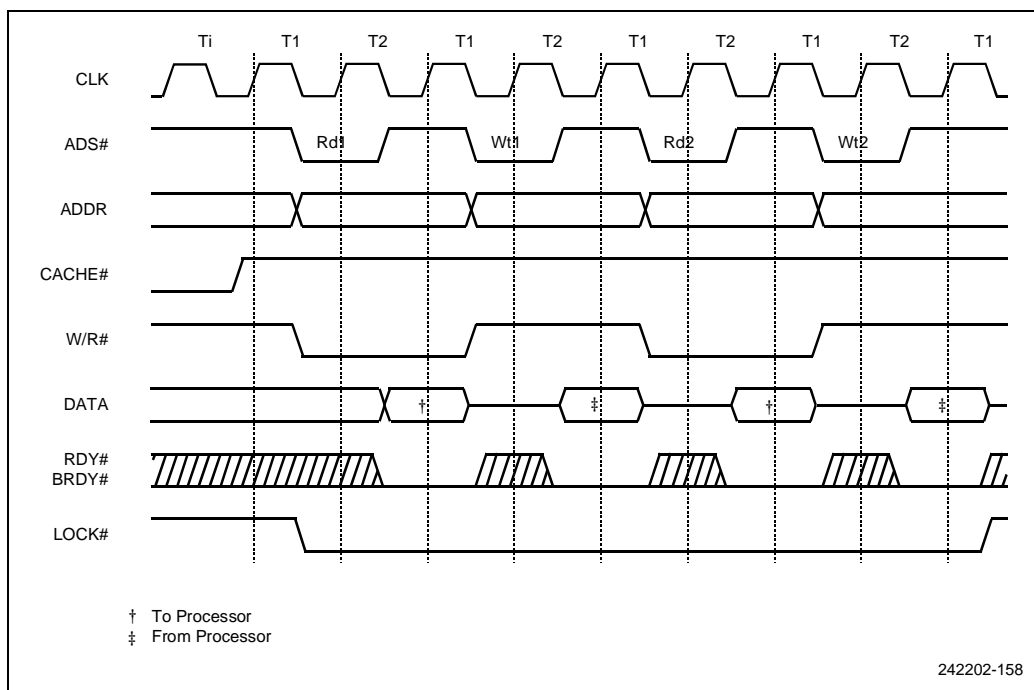 Ti T1 T2 T1 T2 T1 T2 T1 T2 T1
CLK
ADS# Rd1 Wt1 Rd2 Wt2
ADDR
CACHE#
W/R#
DATA † ‡ † ‡
RDY#
BRDY#
LOCK#
† To Processor
‡ From Processor
242202-158